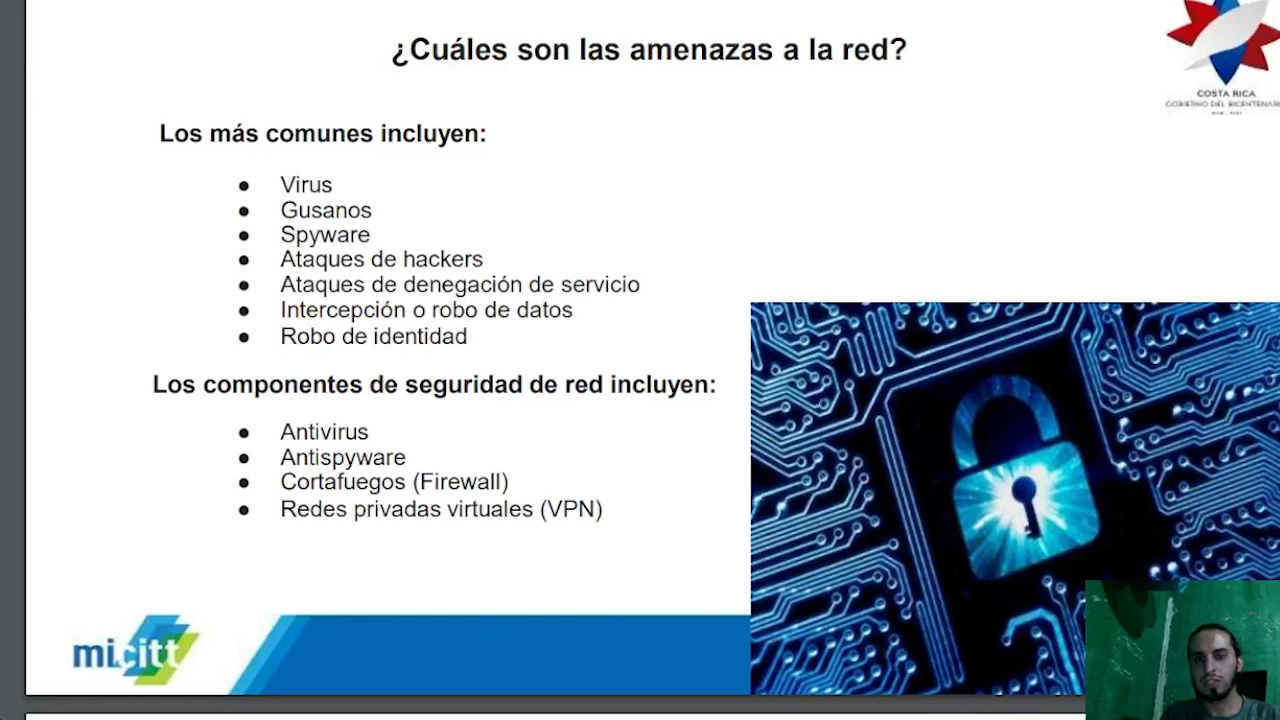 ¿Cuáles son las amenazas a la red?
COSTA RICA
GOBIERNO DEL BICENTENARIO
Los más comunes incluyen:
● Virus
● Gusanos
● Spyware
● Ataques de hackers
● Ataques de denegación de servicio
● Intercepción o robo de datos
● Robo de identidad
Los componentes de seguridad de red incluyen:
● Antivirus
● Antispyware
● Cortafuegos (Firewall)
● Redes privadas virtuales (VPN)
micitt